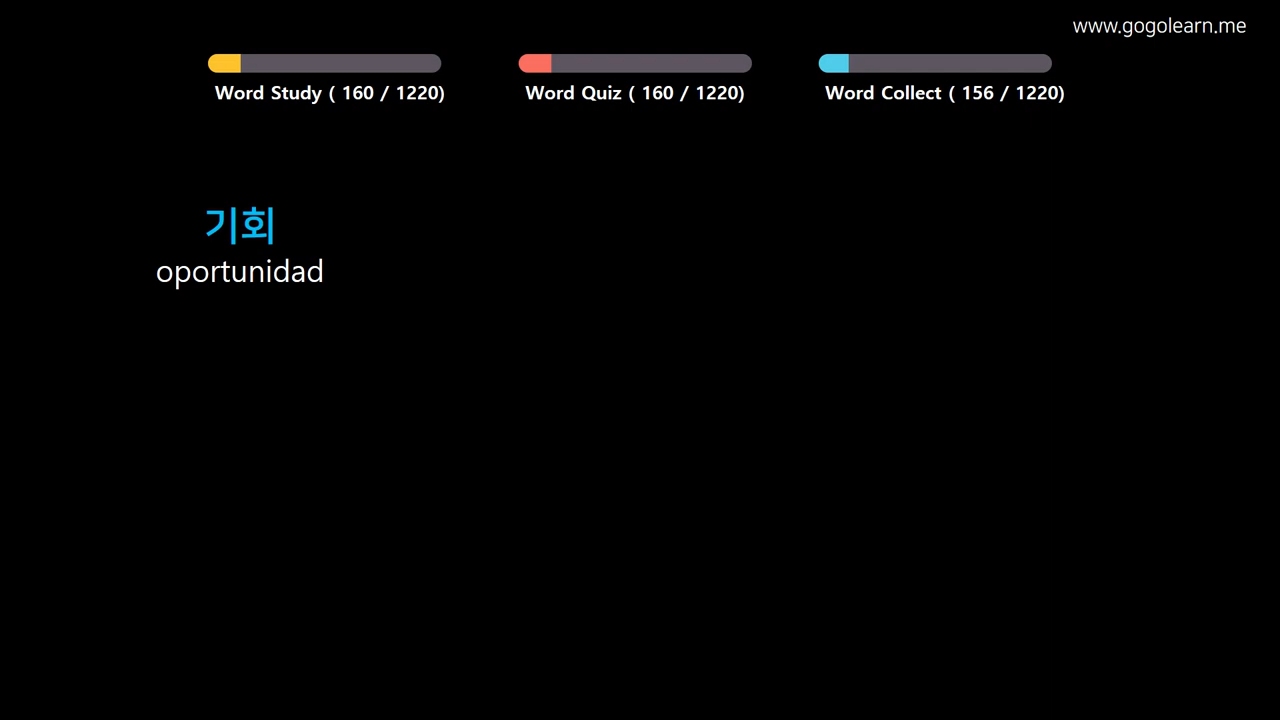 www.gogolearn.me
Word Study ( 160 / 1220)
Word Quiz ( 160 / 1220)
Word Collect ( 156 / 1220)
기회
oportunidad